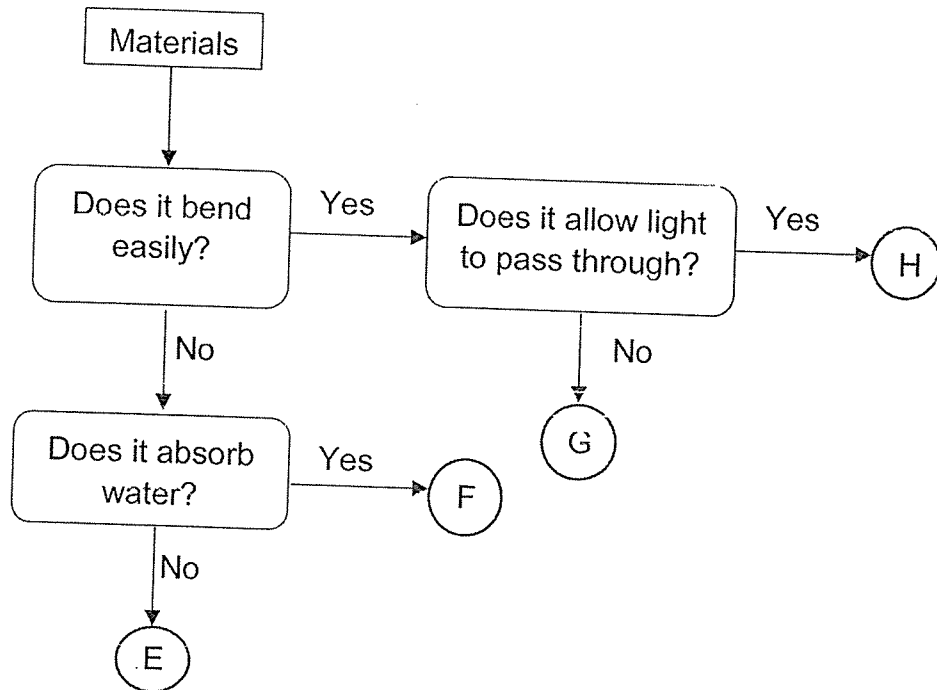 Materials
Does it bend
easily?
Yes
Does it allow light
to pass through?
Yes
H
No
No
G
Does it absorb
water?
Yes
F
No
E